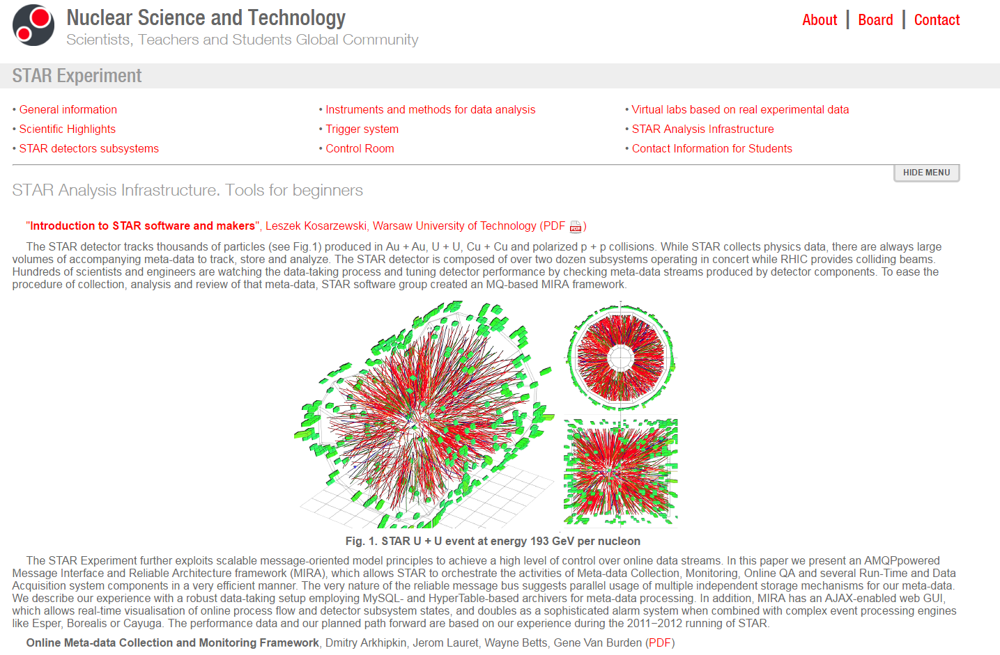 Nuclear Science and Technology
Scientists, Teachers and Students Global Community
About | Board | Contact
STAR Experiment
• General information
• Scientific Highlights
• STAR detectors subsystems
• Instruments and methods for data analysis
• Trigger system
• Control Room
• Virtual labs based on real experimental data
• STAR Analysis Infrastructure
• Contact Information for Students
HIDE MENU
STAR Analysis Infrastructure. Tools for beginners
"Introduction to STAR software and makers", Leszek Kosarzewski, Warsaw University of Technology (PDF )
The STAR detector tracks thousands of particles (see Fig.1) produced in Au + Au, U + U, Cu + Cu and polarized p + p collisions. While STAR collects physics data, there are always large
volumes of accompanying meta-data to track, store and analyze. The STAR detector is composed of over two dozen subsystems operating in concert while RHIC provides colliding beams.
Hundreds of scientists and engineers are watching the data-taking process and tuning detector performance by checking meta-data streams produced by detector components. To ease the
procedure of collection, analysis and review of that meta-data, STAR software group created an MQ-based MIRA framework.
Fig. 1. STAR U + U event at energy 193 GeV per nucleon
The STAR Experiment further exploits scalable message-oriented model principles to achieve a high level of control over online data streams. In this paper we present an AMQPpowered
Message Interface and Reliable Architecture framework (MIRA), which allows STAR to orchestrate the activities of Meta-data Collection, Monitoring, Online QA and several Run-Time and Data
Acquisition system components in a very efficient manner. The very nature of the reliable message bus suggests parallel usage of multiple independent storage mechanisms for our meta-data.
We describe our experience with a robust data-taking setup employing MySQL- and HyperTable-based archivers for meta-data processing. In addition, MIRA has an AJAX-enabled web GUI,
which allows real-time visualisation of online process flow and detector subsystem states, and doubles as a sophisticated alarm system when combined with complex event processing engines
like Esper, Borealis or Cayuga. The performance data and our planned path forward are based on our experience during the 2011−2012 running of STAR.
Online Meta-data Collection and Monitoring Framework, Dmitry Arkhipkin, Jerom Lauret, Wayne Betts, Gene Van Burden (PDF)